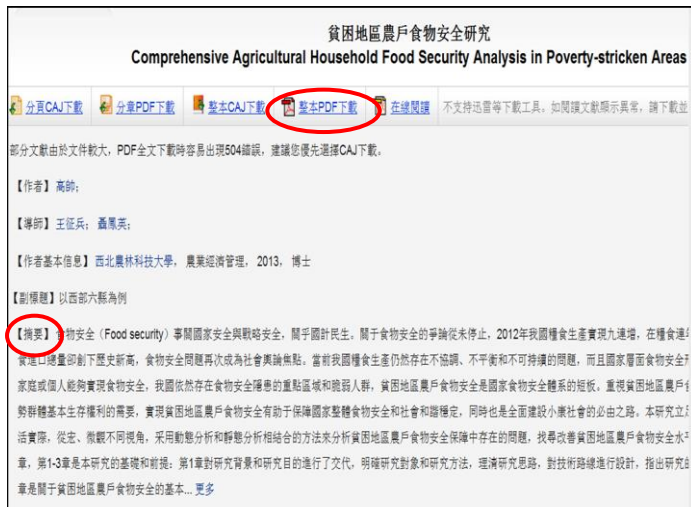 貧困地區農戶食物安全研究
Comprehensive Agricultural Household Food Security Analysis in Poverty-stricken Areas
分頁CAJ下載 分章PDF下載 整本CAJ下載 整本PDF下載 在線閱讀 不支持迅雷等下載工具。如閱讀文獻顯示異常，請下載並
部分文獻由於文件較大，PDF全文下載時容易出現504錯誤，建議您優先選擇CAJ下載。
【作者】 高帥;
【導師】 王征兵; 聶鳳英;
【作者基本信息】 西北農林科技大學， 農業經濟管理， 2013， 博士
【副標題】以西部六縣為例
【摘要】 食物安全（Food security）事關國家安全與戰略安全，關乎國計民生。關于食物安全的爭論從未停止，2012年我國糧食生產實現九連增，在糧食連
食進口總量卻創下歷史新高，食物安全問題再次成為社會輿論焦點。當前我國糧食生產仍然存在不協調、不平衡和不可持續的問題，而且國家層面食物安全
家庭或個人能夠實現食物安全，我國依然存在食物安全隱患的重點區域和脆弱人群，貧困地區農戶食物安全是國家食物安全體系的短板。重視貧困地區農戶
勢群體基本生存權利的需要，實現貧困地區農戶食物安全有助于保障國家整體食物安全和社會和諧穩定，同時也是全面建設小康社會的必由之路。本研究立
活實際，從宏、微觀不同視角，采用動態分析和靜態分析相結合的方法來分析貧困地區農戶食物安全保障中存在的問題，找尋改善貧困地區農戶食物安全水
章，第1-3章是本研究的基礎和前提：第1章對研究背景和研究目的進行了交代，明確研究對象和研究方法，理清研究思路，對技術路線進行設計，指出研究
章是關于貧困地區農戶食物安全的基本... 更多